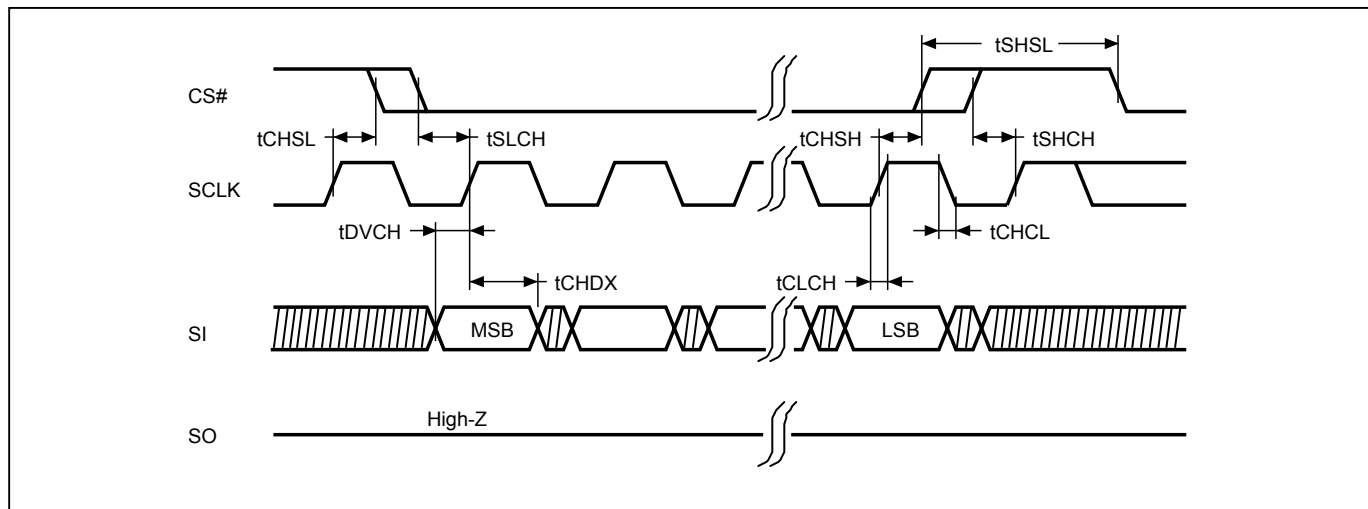 tSHSL
CS#
tCHSL
tSLCH
tCHSH
tSHCH
SCLK
tDVCH
tCHCL
tCHDX
tCLCH
SI
MSB
LSB
High-Z
SO